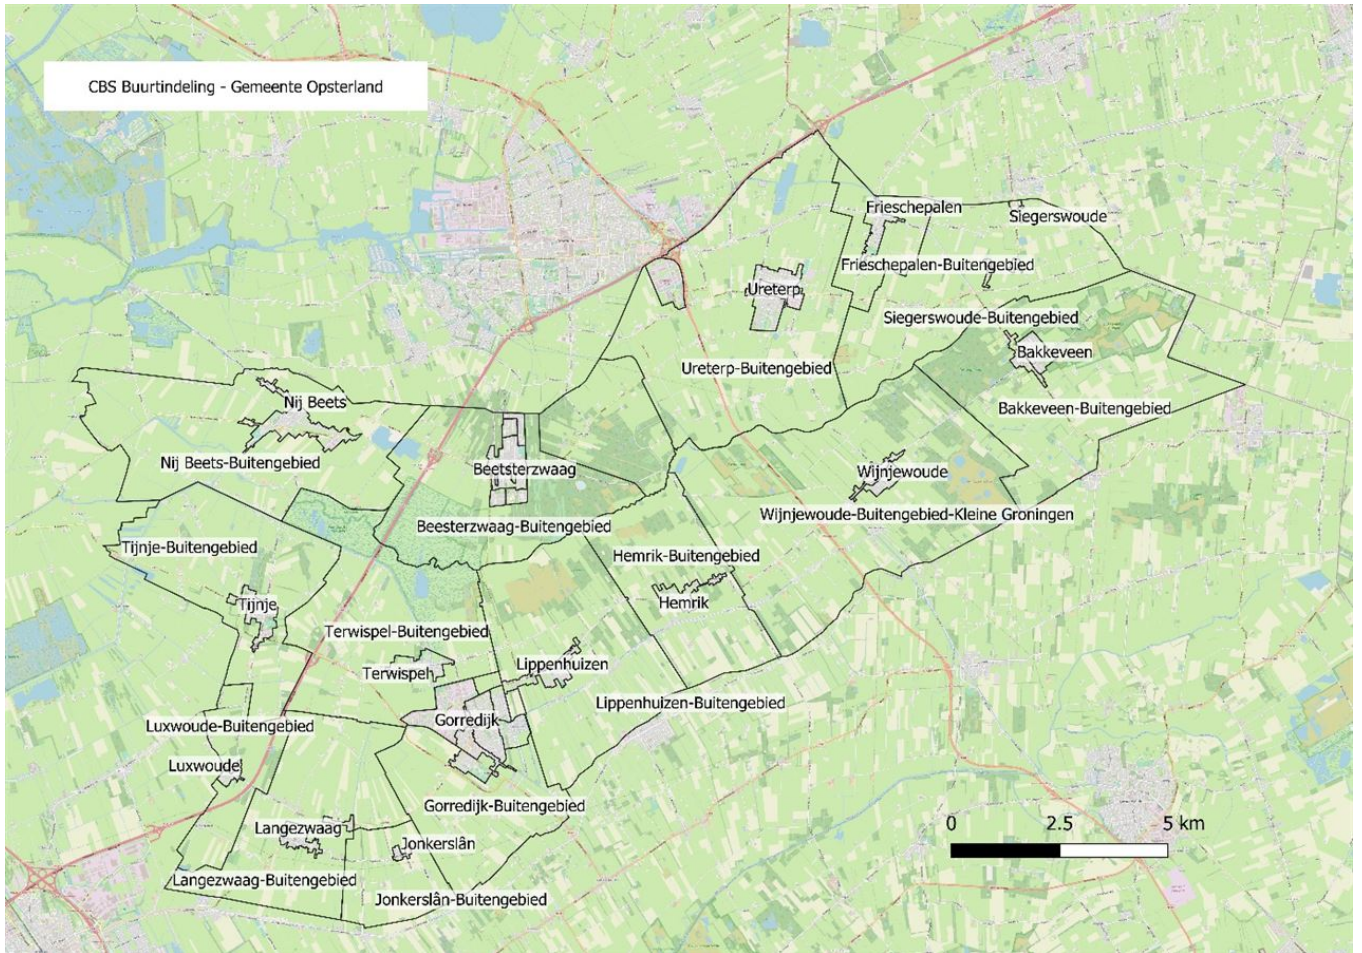 CBS Buurtindeling - Gemeente Opsterland
Frieschepalen
Siegerswoude
Frieschepalen-Buitengebied
Ureterp
Siegerswoude-Buitengebied
Bakkeveen
Ureterp-Buitengebied
Bakkeveen-Buitengebied
Nij Beets
Nij Beets-Buitengebied
Beetsterzwaag
Wijnjewoude
Wijnjewoude-Buitengebied-Kleine Groningen
Beesterzwaag-Buitengebied
Tijnje-Buitengebied
Hemrik-Buitengebied
Tijnje
Hemrik
Terwispel-Buitengebied
Terwispeh
Lippenhuizen
Lippenhuizen-Buitengebied
Luxwoude-Buitengebied
Gorredijk
Luxwoude
Gorredijk-Buitengebied
Langezwaag
Jonkerslân
Langezwaag-Buitengebied
Jonkerslân-Buitengebied
0 2.5 5 km